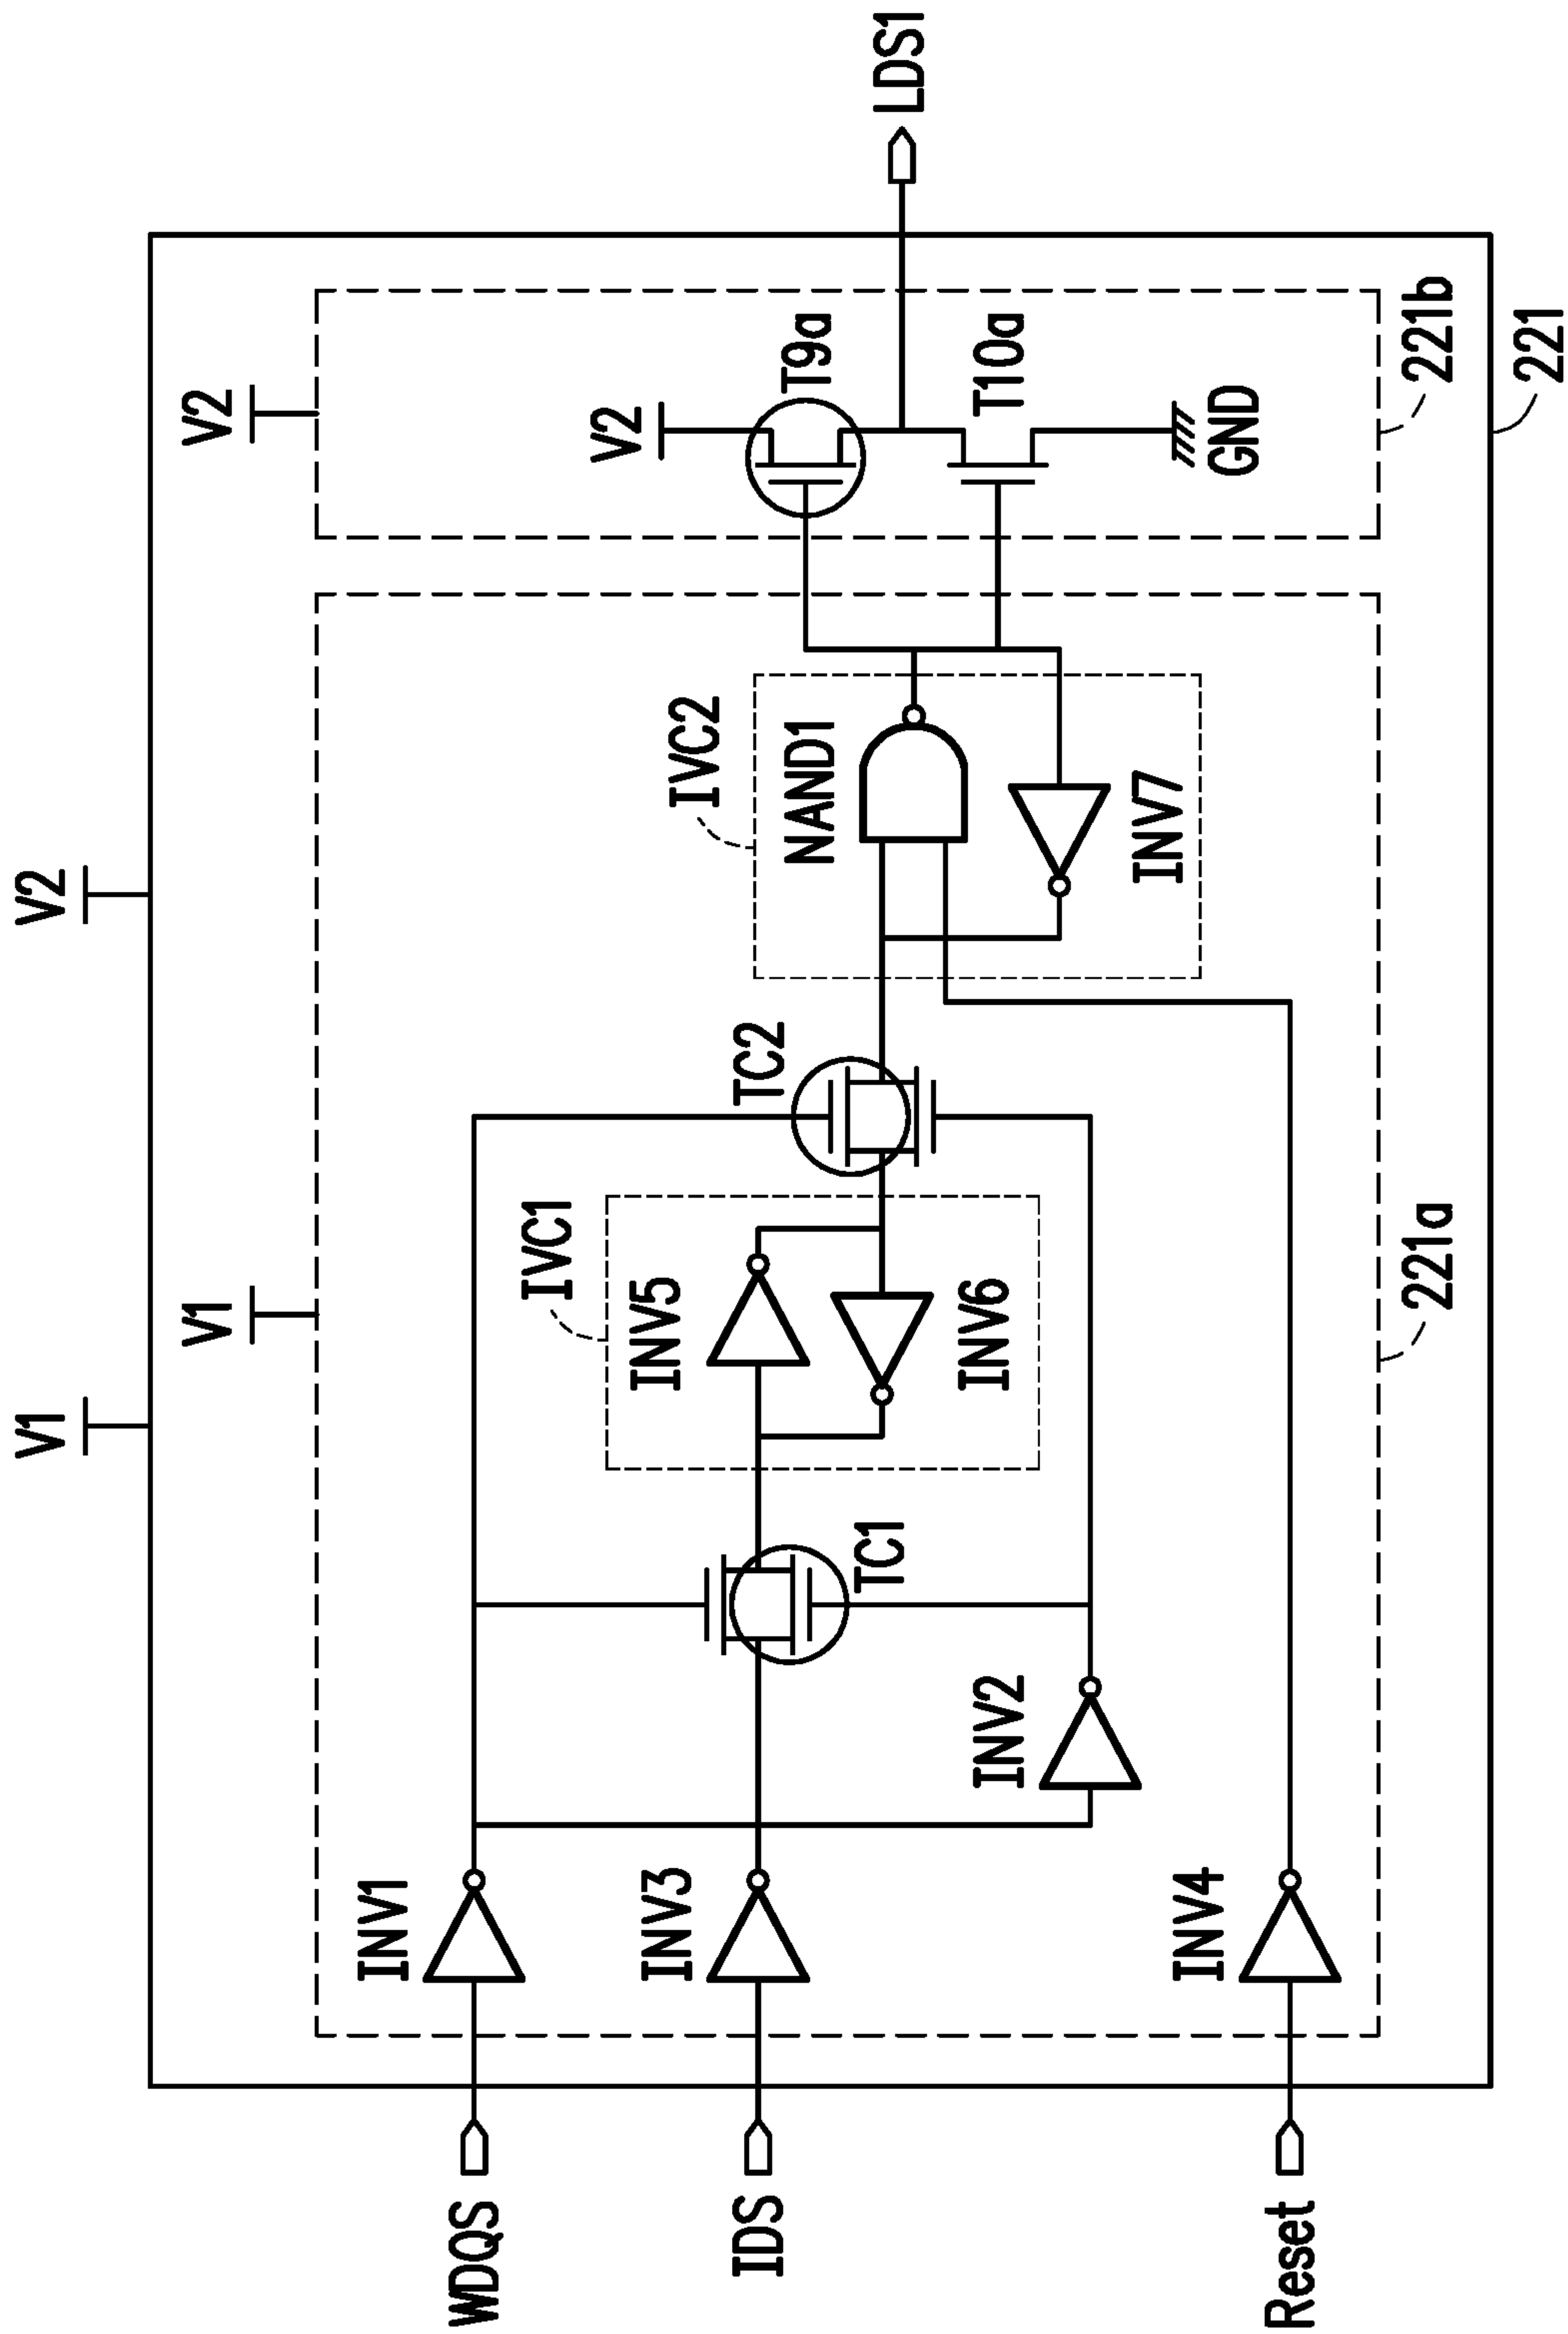 V1
V2
V1
V2
WDQS
INV1
IVC1
TC2
IVC2
V2
IDS
INV3
INV5
NAND1
T9a
LDS1
TC1
INV6
INV2
INV7
T10a
Reset
INV4
GND
221a
221b
221